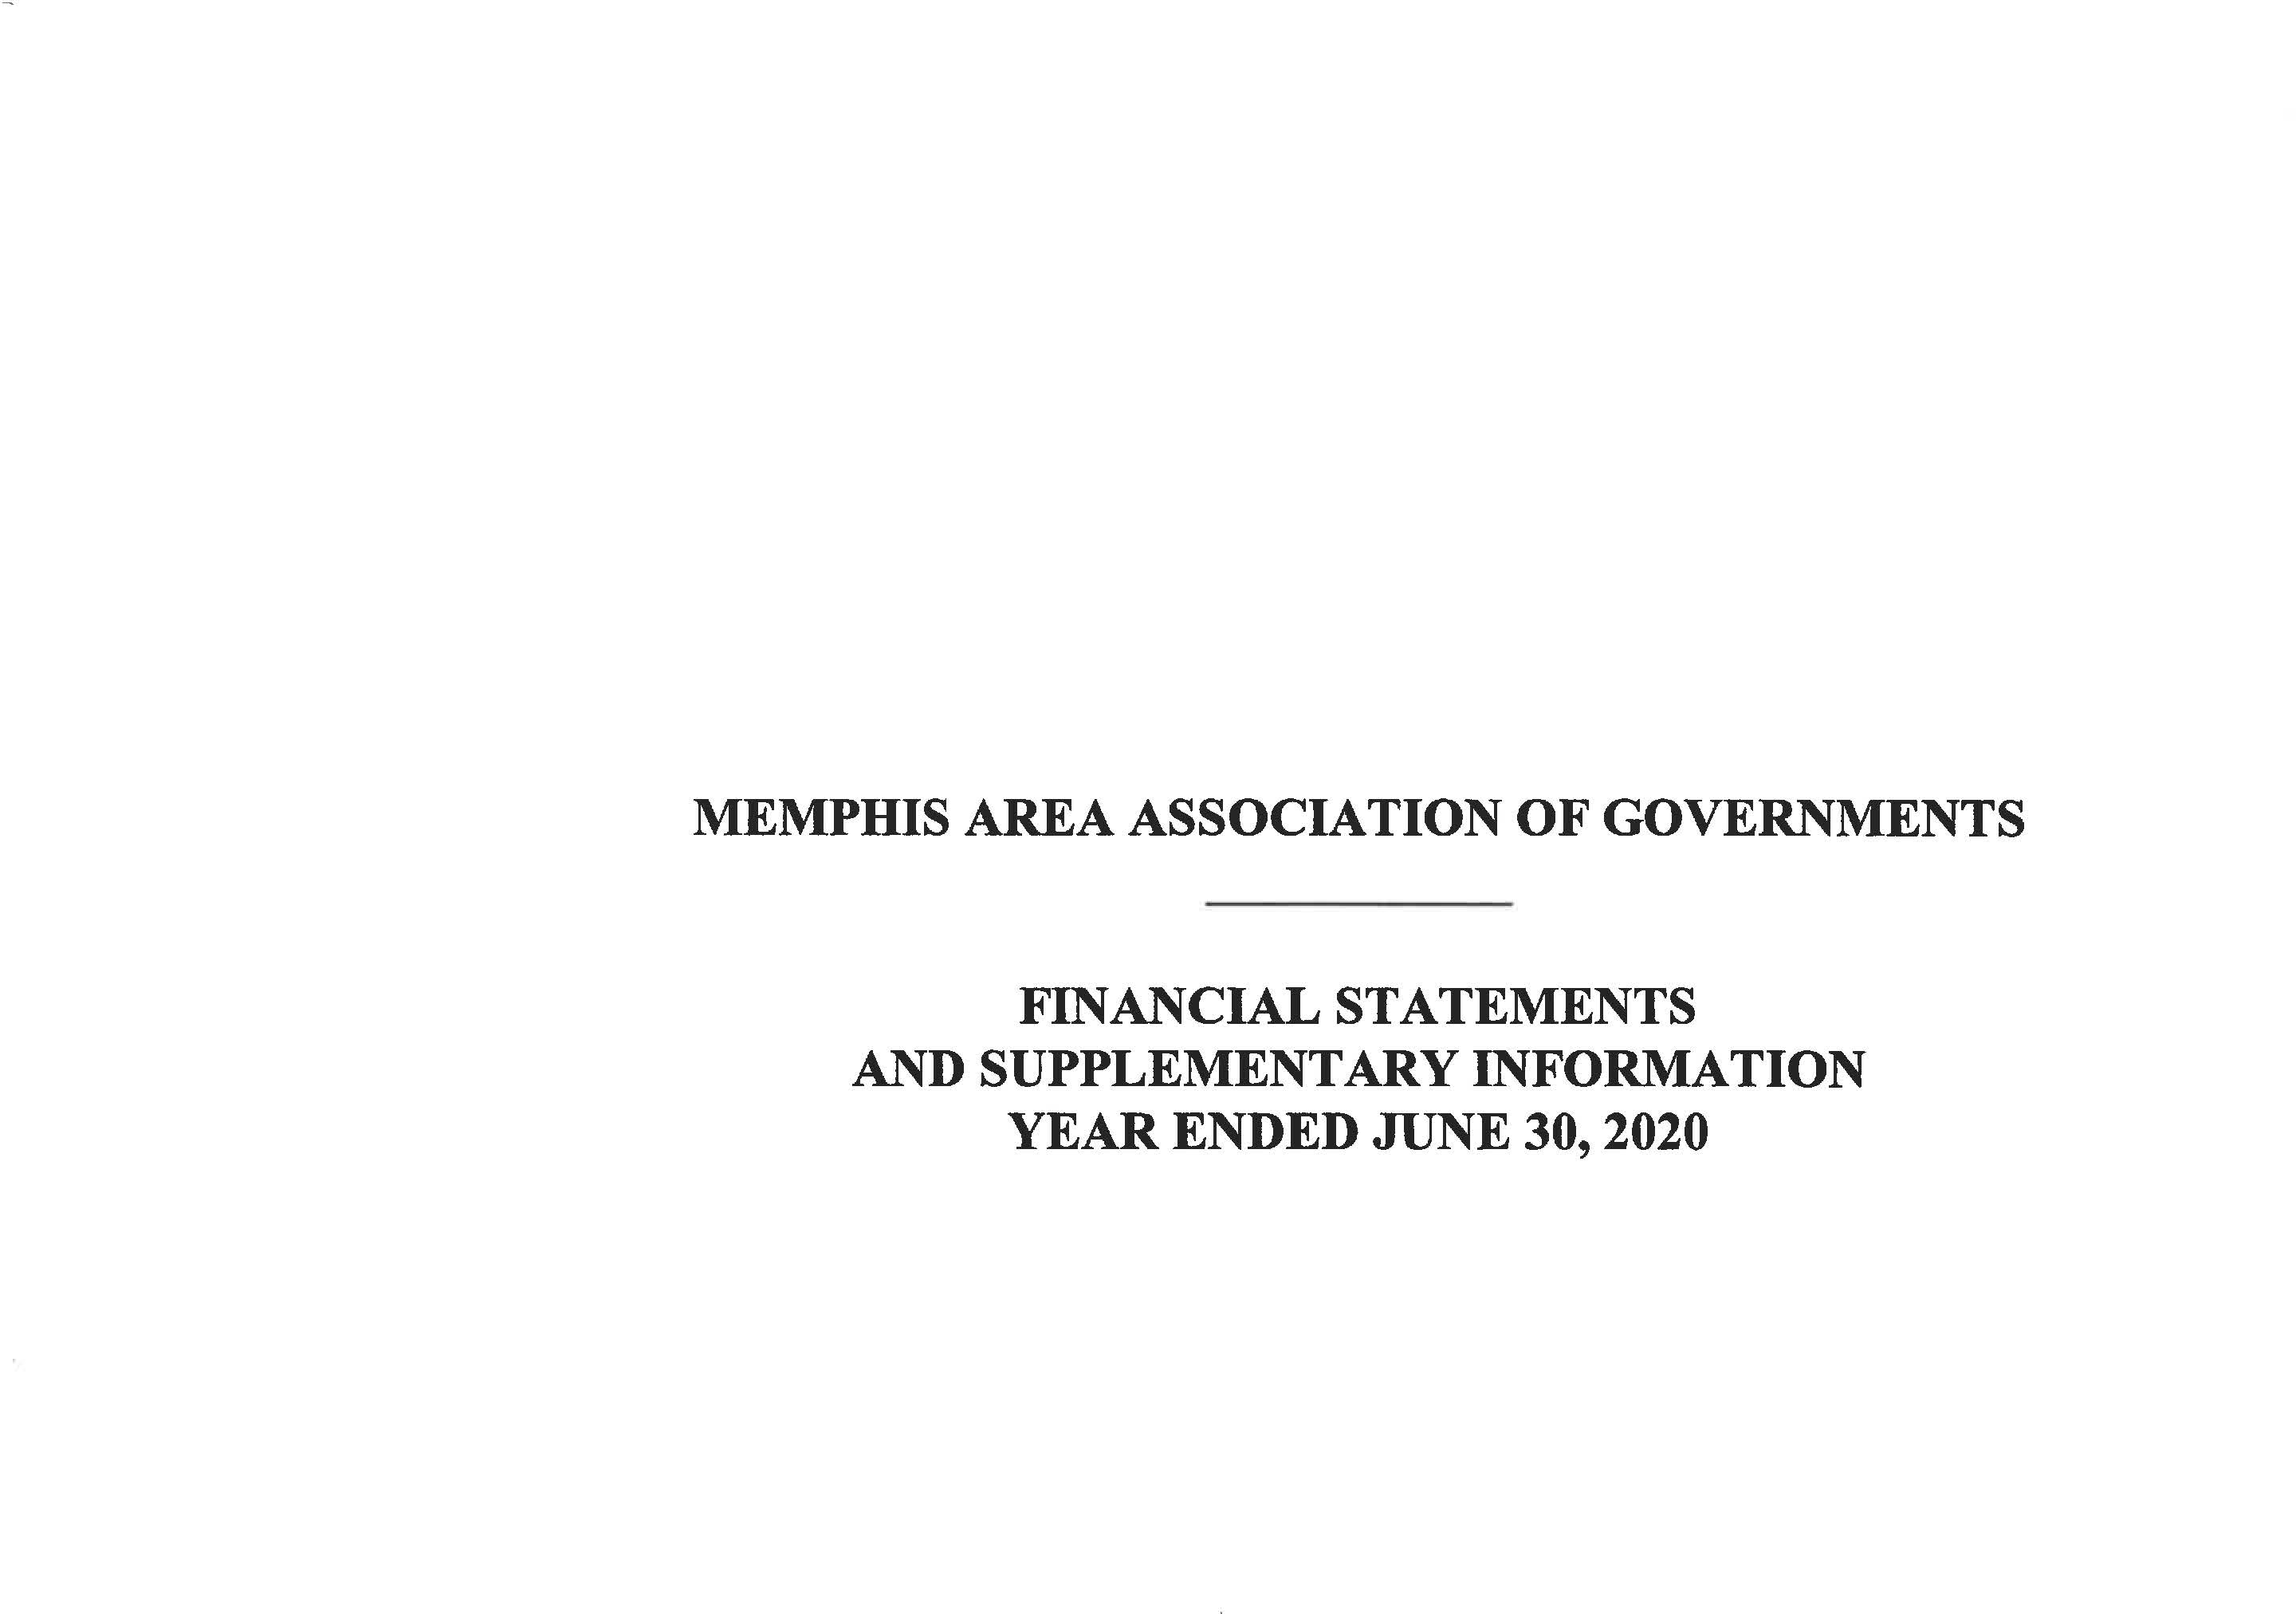 MEMPHIS AREA ASSOCIATION OF GOVERNMENTS
FINANCIAL STATEMENTS
AND SUPPLEMENTARY INFORMATION
YEAR ENDED JUNE 30, 2020